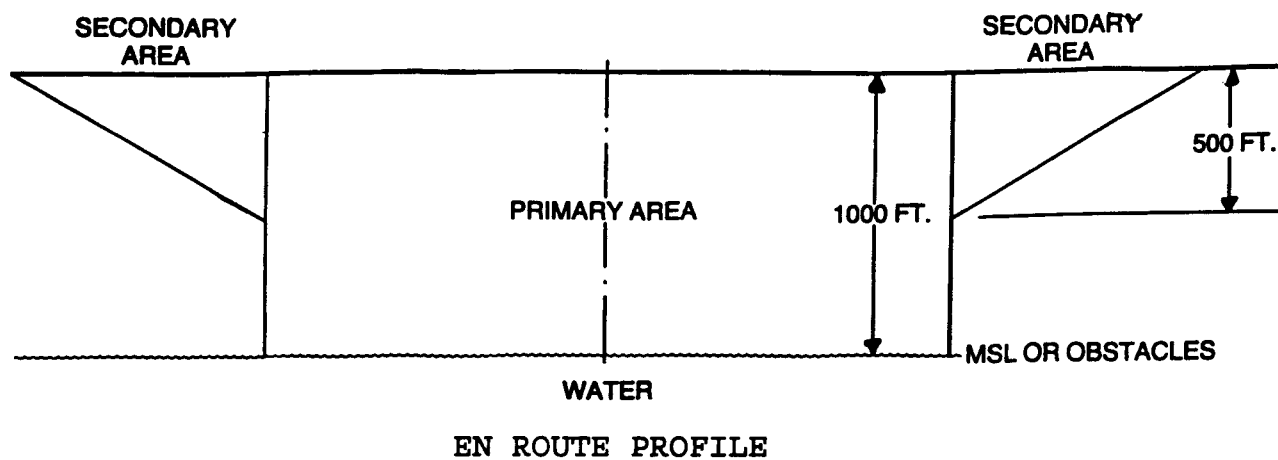 SECONDARY
AREA
SECONDARY
AREA
500 FT.
PRIMARY AREA
1000 FT.
MSL OR OBSTACLES
WATER
EN ROUTE PROFILE